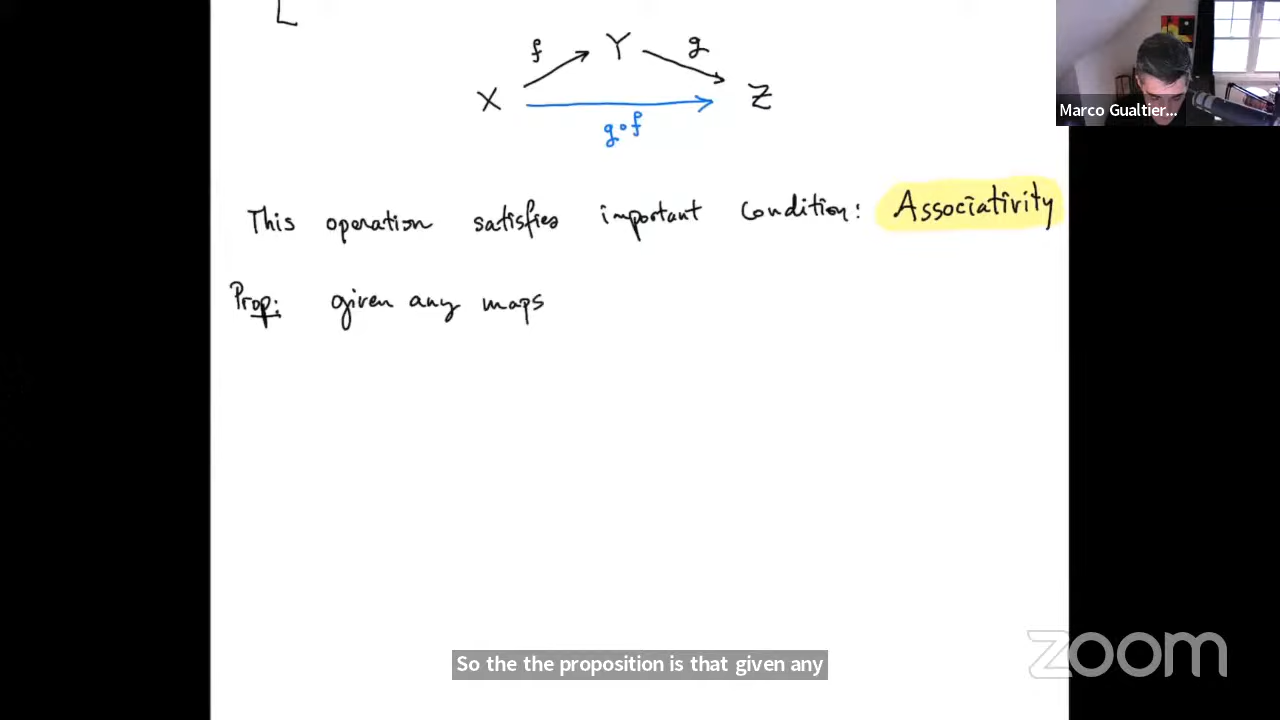 f Y g
X Z
g∘f
Marco Gualtier...
This operation satisfies important condition: Associativity
Prop: given any maps
So the the proposition is that given any
zoom